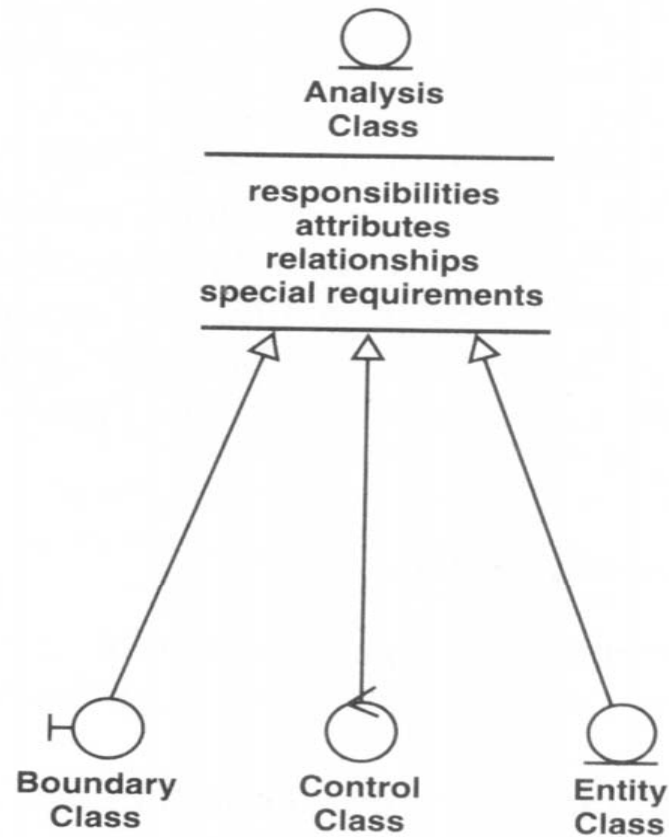 Analysis
Class
responsibilities
attributes
relationships
special requirements
Boundary
Class
Control
Class
Entity
Class